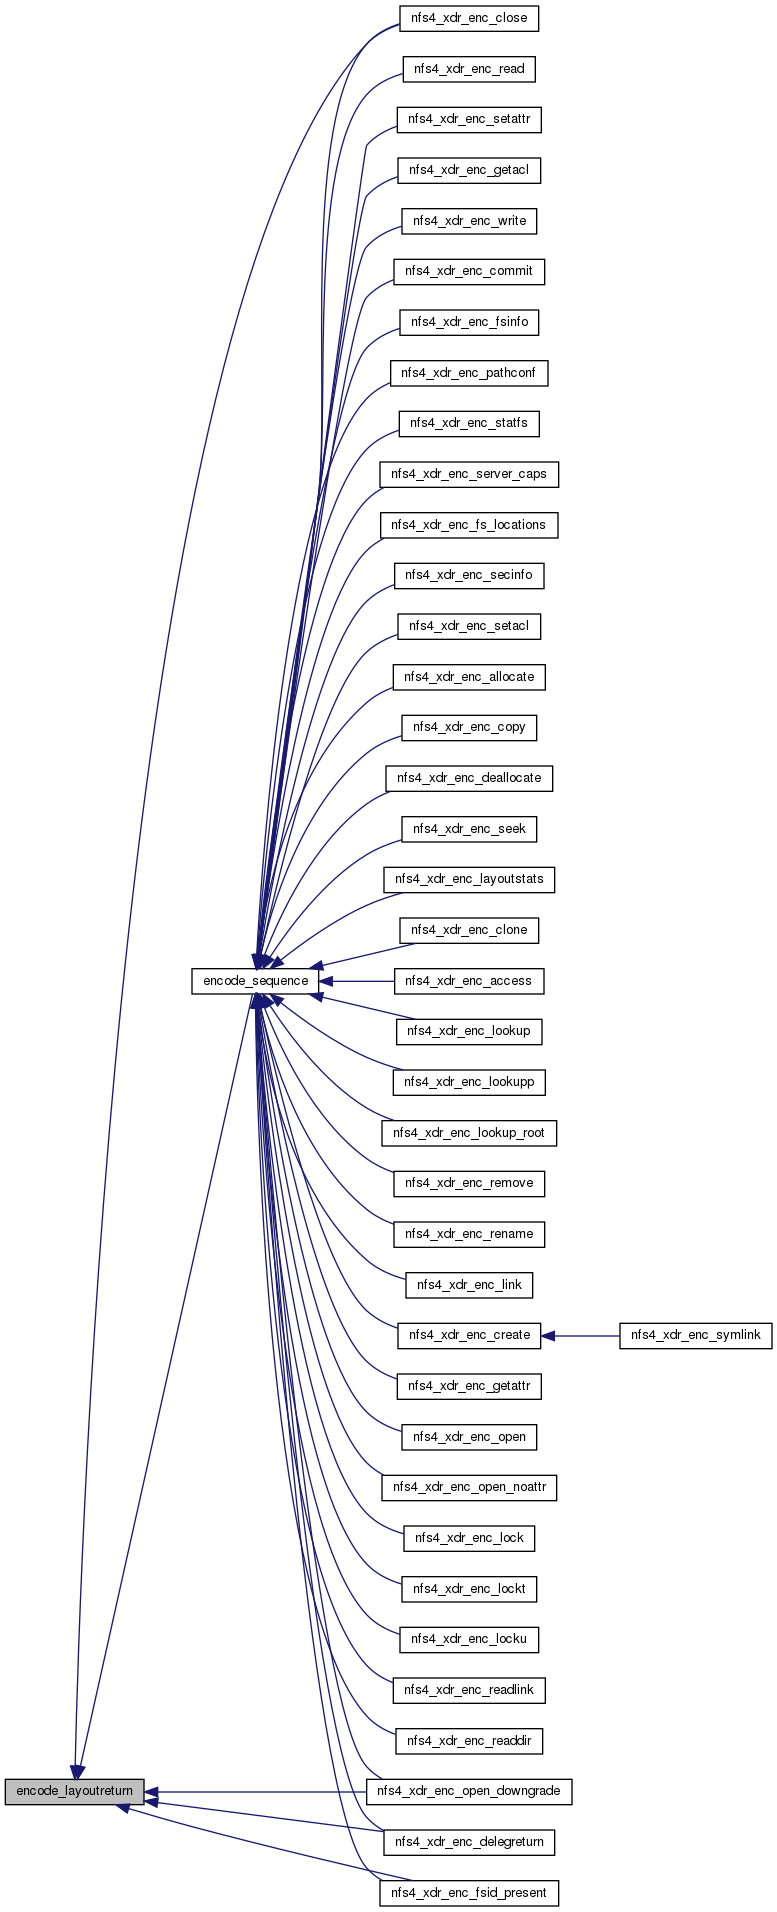 nfs4_xdr_enc_close
nfs4_xdr_enc_read
nfs4_xdr_enc_setattr
nfs4_xdr_enc_getacl
nfs4_xdr_enc_write
nfs4_xdr_enc_commit
nfs4_xdr_enc_fsinfo
nfs4_xdr_enc_pathconf
nfs4_xdr_enc_statfs
nfs4_xdr_enc_server_caps
nfs4_xdr_enc_fs_locations
nfs4_xdr_enc_secinfo
nfs4_xdr_enc_setacl
nfs4_xdr_enc_allocate
nfs4_xdr_enc_copy
nfs4_xdr_enc_deallocate
nfs4_xdr_enc_seek
nfs4_xdr_enc_layoutstats
nfs4_xdr_enc_clone
encode_sequence
nfs4_xdr_enc_access
nfs4_xdr_enc_lookup
nfs4_xdr_enc_lookupp
nfs4_xdr_enc_lookup_root
nfs4_xdr_enc_remove
nfs4_xdr_enc_rename
nfs4_xdr_enc_link
nfs4_xdr_enc_create
nfs4_xdr_enc_symlink
nfs4_xdr_enc_getattr
nfs4_xdr_enc_open
nfs4_xdr_enc_open_noattr
nfs4_xdr_enc_lock
nfs4_xdr_enc_lockt
nfs4_xdr_enc_locku
nfs4_xdr_enc_readlink
nfs4_xdr_enc_readdir
encode_layoutreturn
nfs4_xdr_enc_open_downgrade
nfs4_xdr_enc_delegreturn
nfs4_xdr_enc_fsid_present